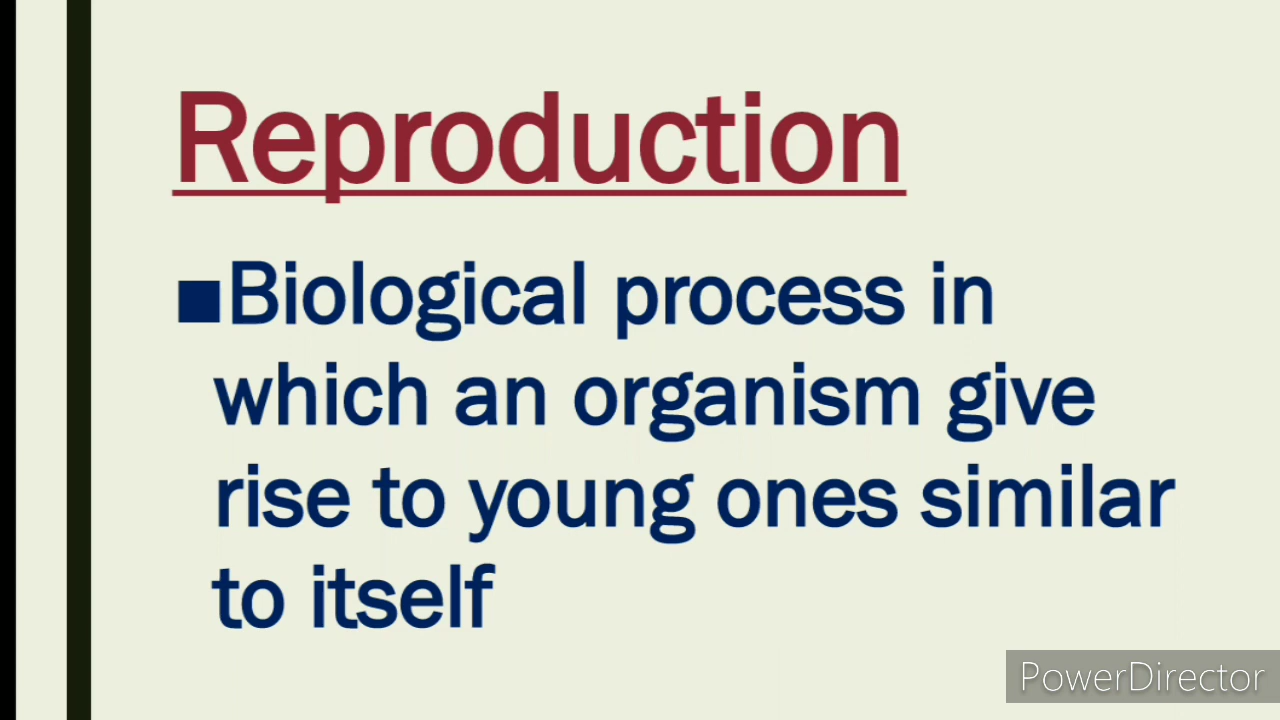 Reproduction
■Biological process in
which an organism give
rise to young ones similar
to itself
PowerDirector